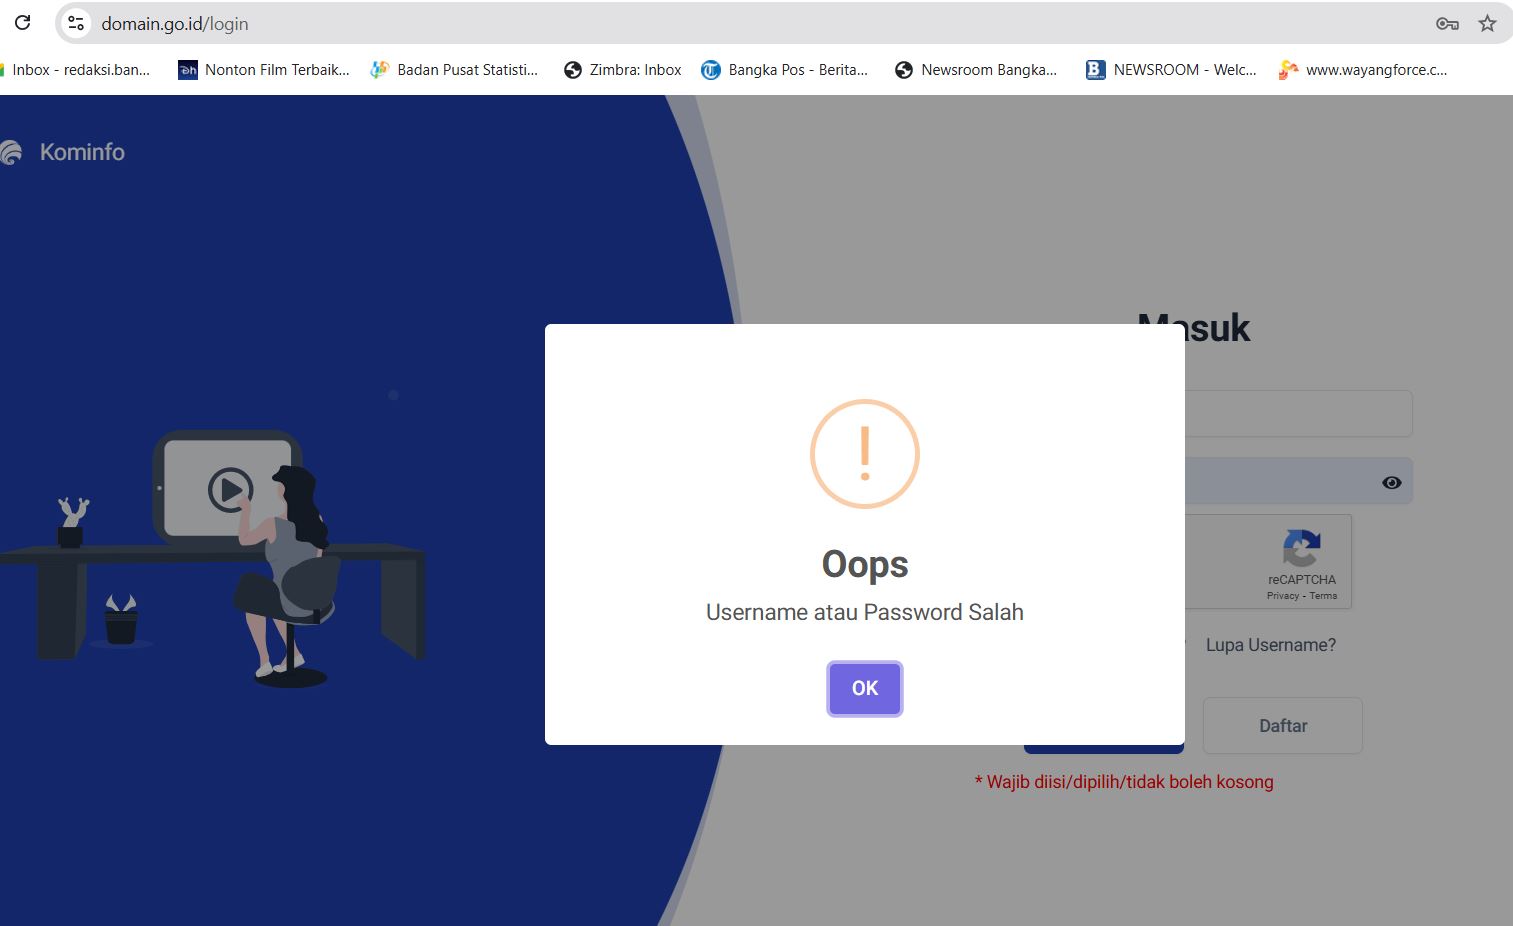 domain.go.id/login
Inbox - redaksi.ban...
Nonton Film Terbaik...
Badan Pusat Statisti...
Zimbra: Inbox
Bangka Pos - Berita...
Newsroom Bangka...
NEWSROOM - Welc...
www.wayangforce.c...
Kominfo
Masuk
Oops
Username atau Password Salah
OK
reCAPTCHA
Privacy - Terms
Lupa Username?
Daftar
* Wajib diisi/dipilih/tidak boleh kosong